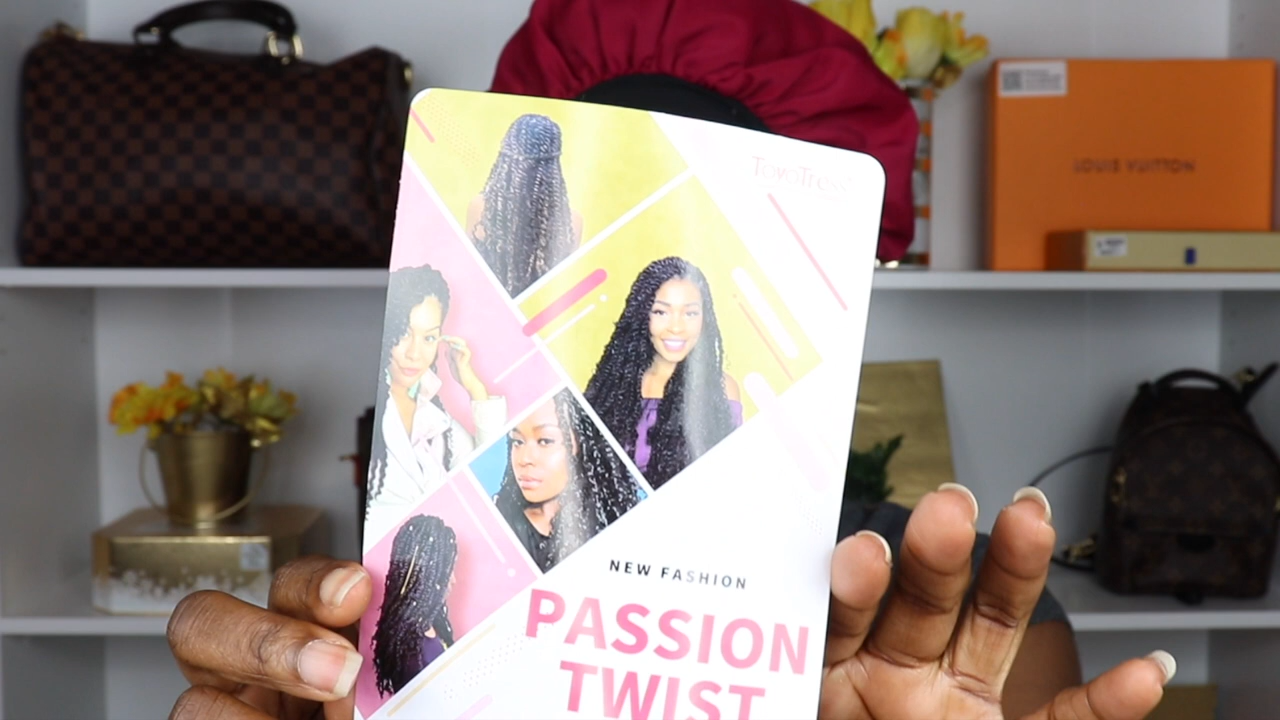 ToyoTress
LOUIS VUITTON
NEW FASHION
PASSION
TWIST